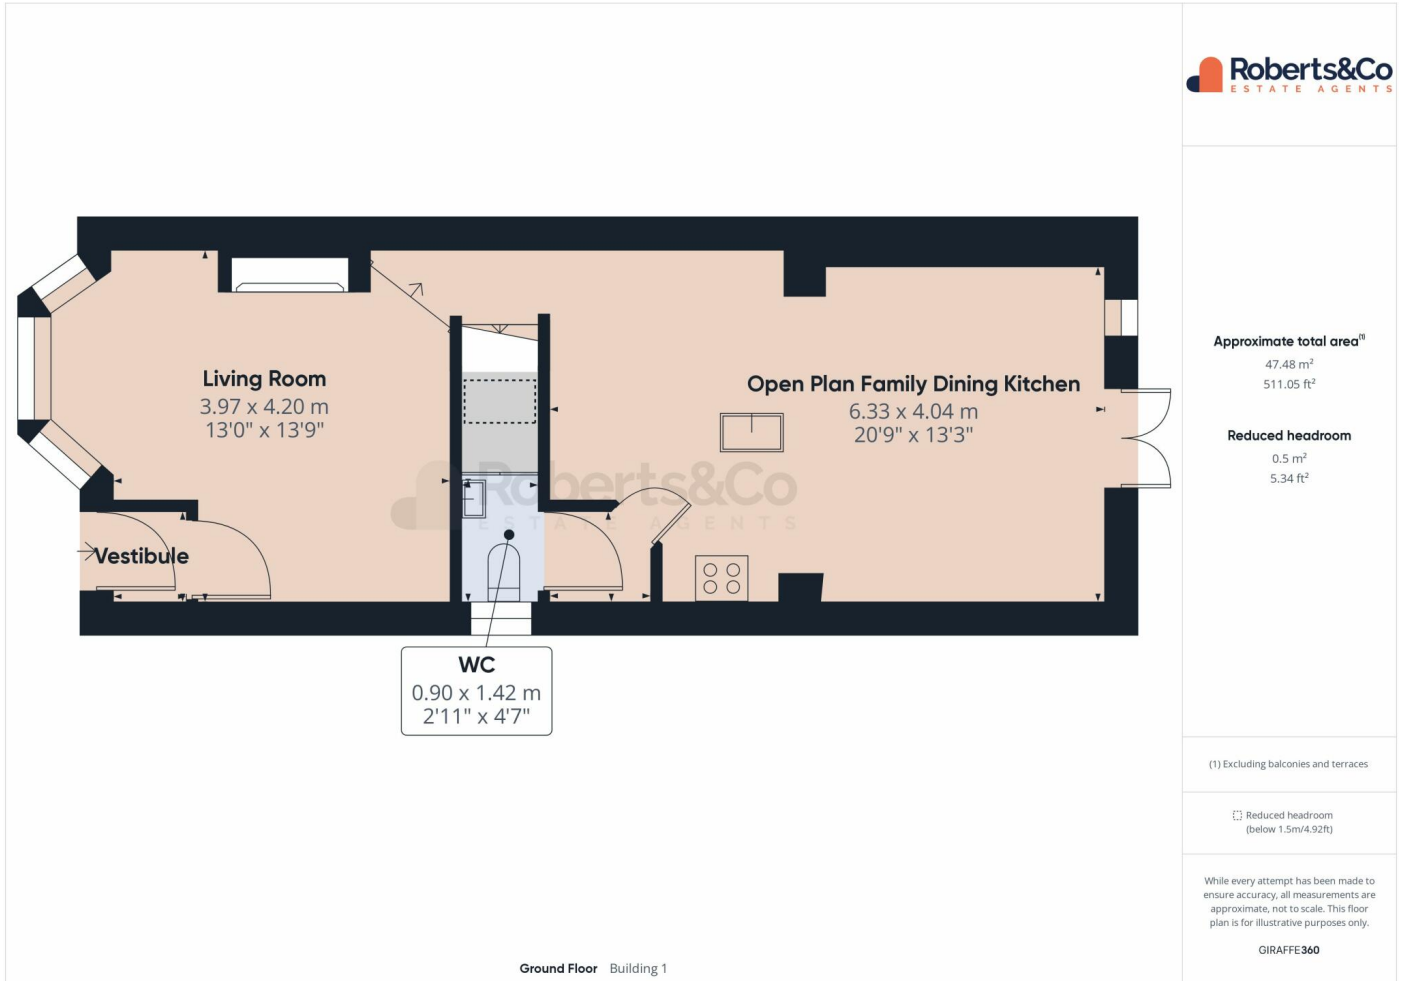 Roberts&Co
ESTATE AGENTS
Living Room
3.97 x 4.20 m
13'0" x 13'9"
Open Plan Family Dining Kitchen
6.33 x 4.04 m
20'9" x 13'3"
Roberts&Co
ESTATE AGENTS
Vestibule
WC
0.90 x 1.42 m
2'11" x 4'7"
Approximate total area(1)
47.48 m²
511.05 ft²
Reduced headroom
0.5 m²
5.34 ft²
(1) Excluding balconies and terraces
Reduced headroom
(below 1.5m/4.92ft)
While every attempt has been made to
ensure accuracy, all measurements are
approximate, not to scale. This floor
plan is for illustrative purposes only.
GIRAFFE360
Ground Floor Building 1